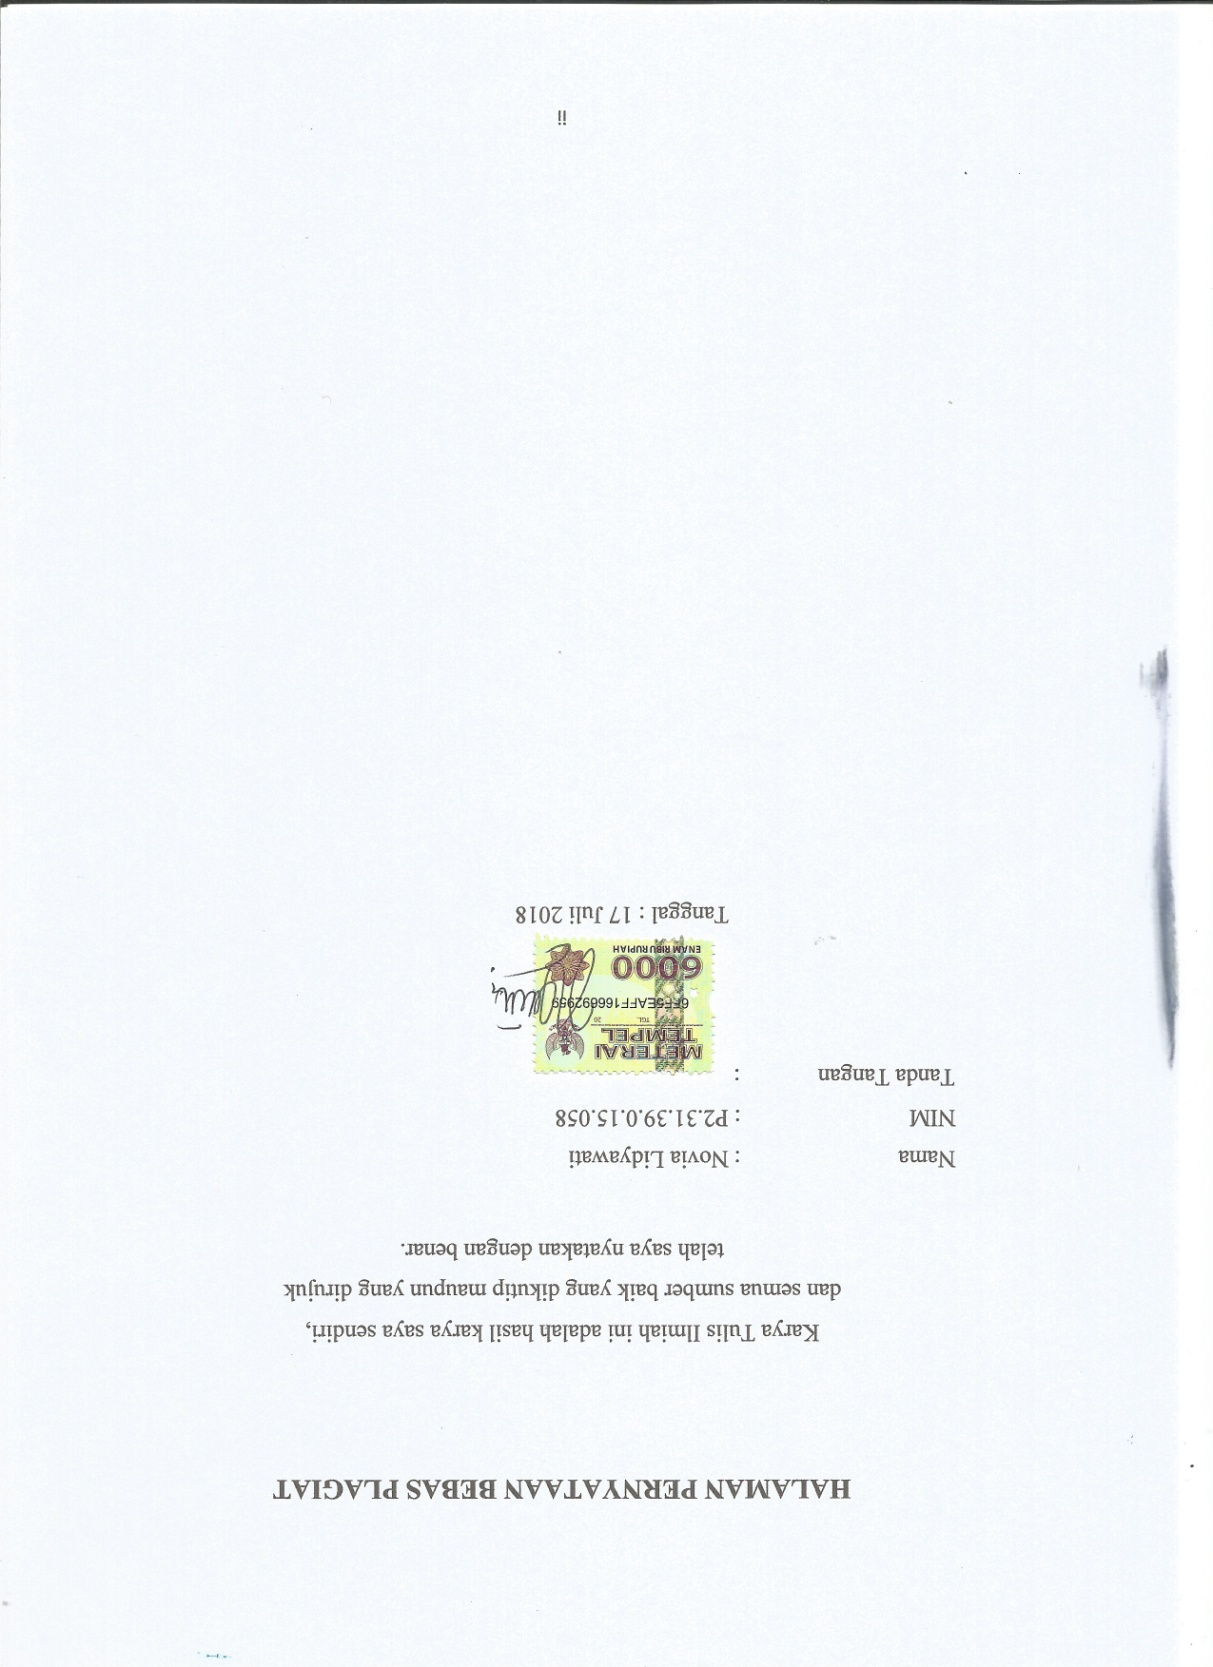 HALAMAN PERNYATAAN BEBAS PLAGIAT
Karya Tulis Ilmiah ini adalah hasil karya saya sendiri,
dan semua sumber baik yang dikutip maupun yang dirujuk
telah saya nyatakan dengan benar.
Nama : Novia Lidyawati
NIM : P2.31.39.0.15.058
Tanda Tangan :
METERAI
TEMPEL
TGL 20
6FF5EAFF166692959
6000
ENAM RIBU RUPIAH
Tanggal : 17 Juli 2018
ii